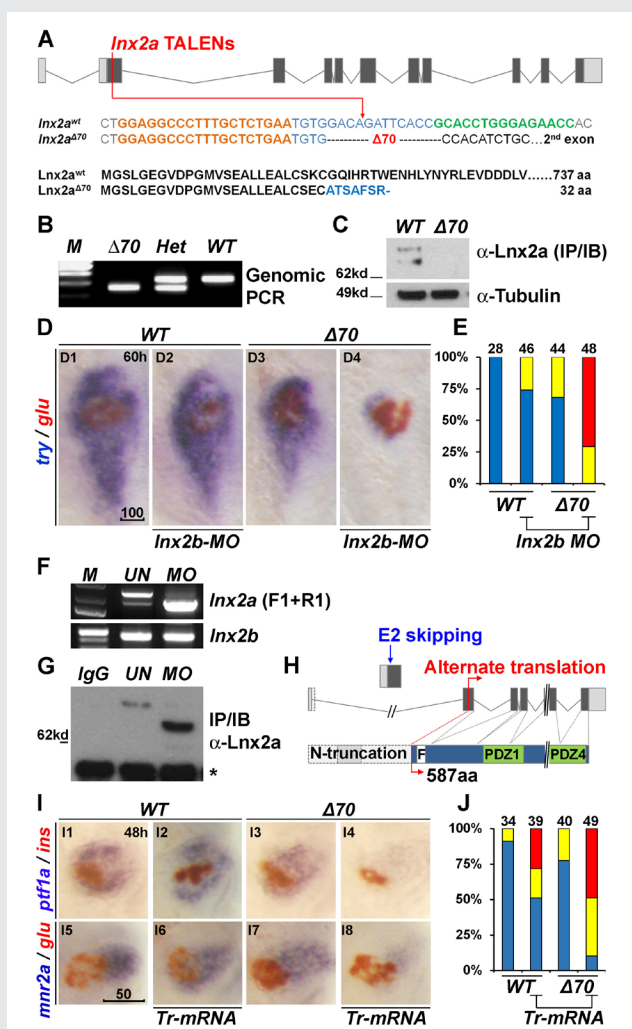 A
lnx2a TALENs
lnx2a^wt CTGGAGGCCCTTTGCTCTGAATGTGGACAGATTCACCGCACCTGGGAGAACCAC
lnx2a^Δ70 CTGGAGGCCCTTTGCTCTGAATGTG---------- Δ70 ----------CCACATCTGC...2nd exon
Lnx2a^wt MGSLGEGVDPGMVSEALLEALCSKCGQIHRTWENHLYNYRLEVDDDLV......737 aa
Lnx2a^Δ70 MGSLGEGVDPGMVSEALLEALCSECATSAFSR- 32 aa
B
M Δ70 Het WT
Genomic
PCR
C
WT Δ70
α-Lnx2a (IP/IB)
62kd
49kd
α-Tubulin
D
WT Δ70
D1 60h D2 D3 D4
try / glu
100
lnx2b-MO lnx2b-MO
E
28 46 44 48
100%
75%
50%
25%
0%
WT Δ70
lnx2b MO
F
M UN MO
lnx2a (F1+R1)
lnx2b
G
IgG UN MO
62kd
IP/IB
α-Lnx2a
*
E2 skipping
H
Alternate translation
//
N-truncation F PDZ1 PDZ4
587aa
I
WT Δ70
I1 48h I2 I3 I4
ptf1a / ins
I5 I6 I7 I8
mnr2a / glu
50
Tr-mRNA Tr-mRNA
J
34 39 40 49
100%
75%
50%
25%
0%
WT Δ70
Tr-mRNA